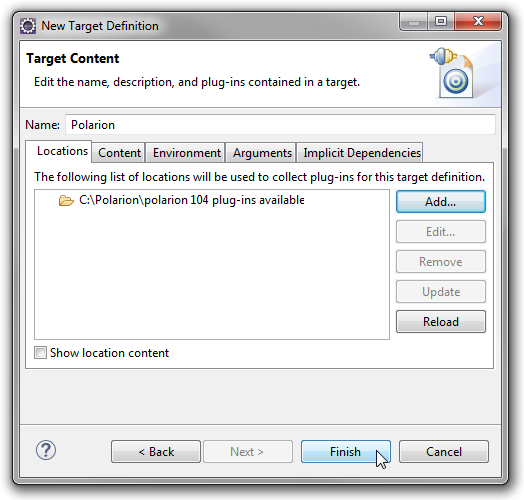 New Target Definition
Target Content
Edit the name, description, and plug-ins contained in a target.
Name: Polarion
Locations Content Environment Arguments Implicit Dependencies
The following list of locations will be used to collect plug-ins for this target definition.
C:\Polarion\polarion 104 plug-ins available
Add...
Edit...
Remove
Update
Reload
Show location content
? < Back Next > Finish Cancel